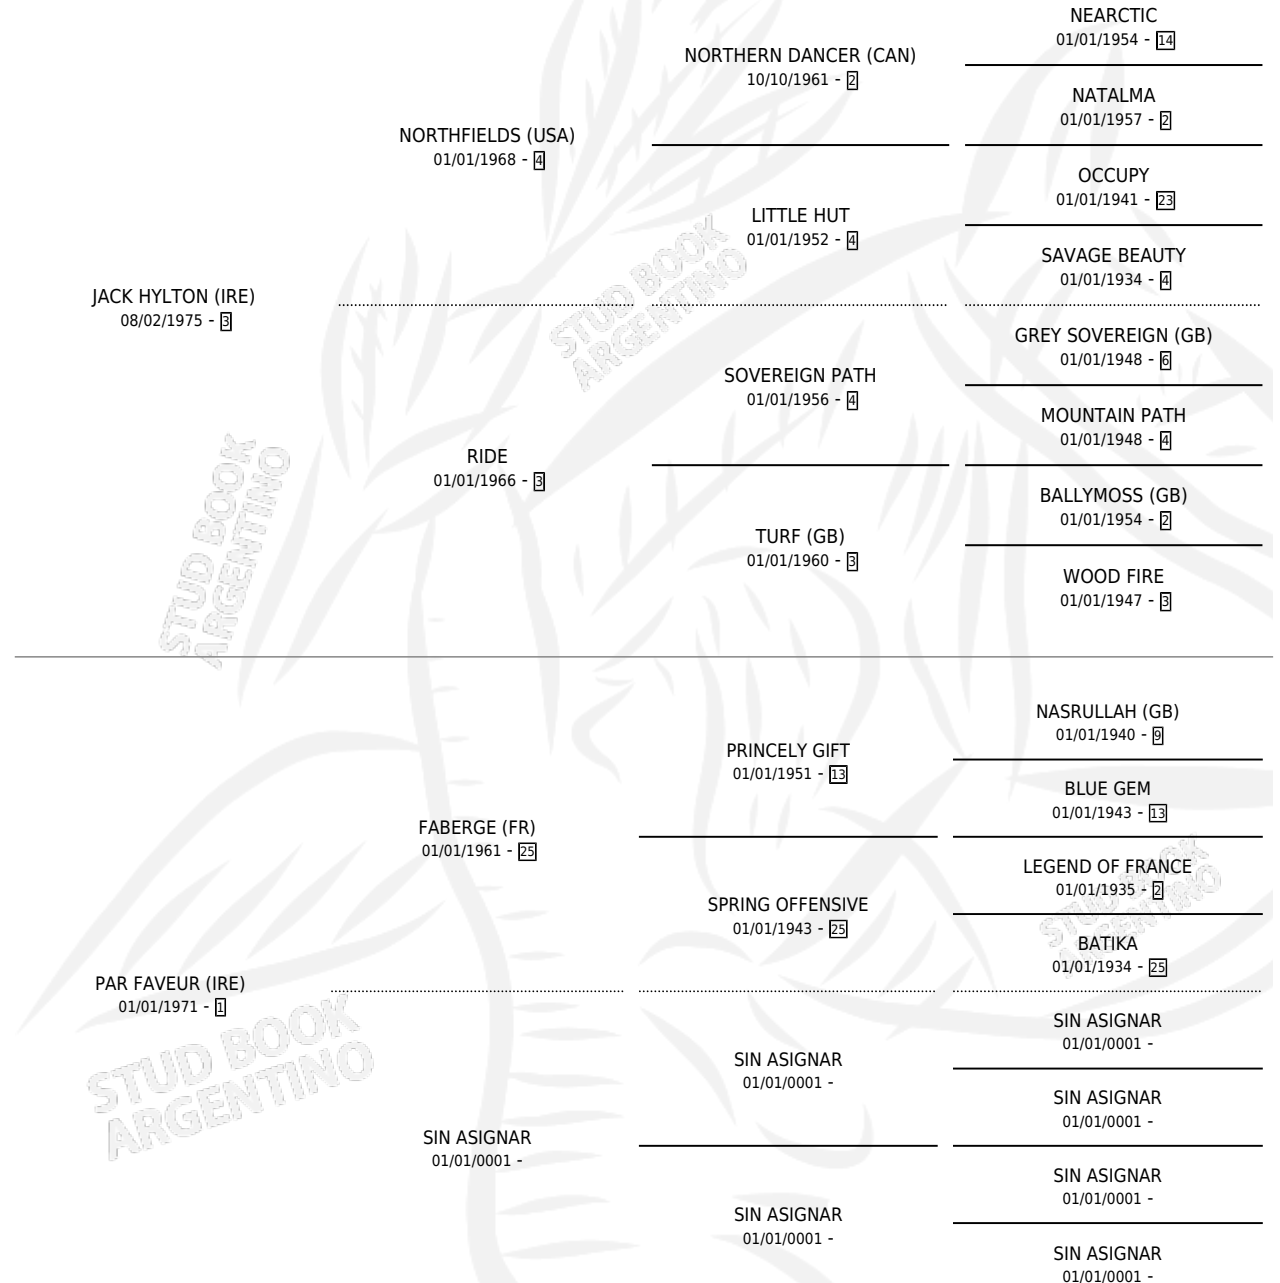 NEARCTIC
01/01/1954 - 14
NORTHERN DANCER (CAN)
10/10/1961 - 2
NATALMA
01/01/1957 - 2
NORTHFIELDS (USA)
01/01/1968 - 4
OCCUPY
01/01/1941 - 23
LITTLE HUT
01/01/1952 - 4
SAVAGE BEAUTY
01/01/1934 - 4
JACK HYLTON (IRE)
08/02/1975 - 3
GREY SOVEREIGN (GB)
01/01/1948 - 6
SOVEREIGN PATH
01/01/1956 - 4
MOUNTAIN PATH
01/01/1948 - 4
RIDE
01/01/1966 - 3
BALLYMOSS (GB)
01/01/1954 - 2
TURF (GB)
01/01/1960 - 3
WOOD FIRE
01/01/1947 - 3
NASRULLAH (GB)
01/01/1940 - 9
PRINCELY GIFT
01/01/1951 - 13
BLUE GEM
01/01/1943 - 13
FABERGE (FR)
01/01/1961 - 25
LEGEND OF FRANCE
01/01/1935 - 2
SPRING OFFENSIVE
01/01/1943 - 25
BATIKA
01/01/1934 - 25
PAR FAVEUR (IRE)
01/01/1971 - 1
SIN ASIGNAR
01/01/0001 -
SIN ASIGNAR
01/01/0001 -
SIN ASIGNAR
01/01/0001 -
SIN ASIGNAR
01/01/0001 -
SIN ASIGNAR
01/01/0001 -
SIN ASIGNAR
01/01/0001 -
SIN ASIGNAR
01/01/0001 -
STUD BOOK
ARGENTINO
STUD BOOK
ARGENTINO
STUD BOOK
ARGENTINO
STUD BOOK
ARGENTINO